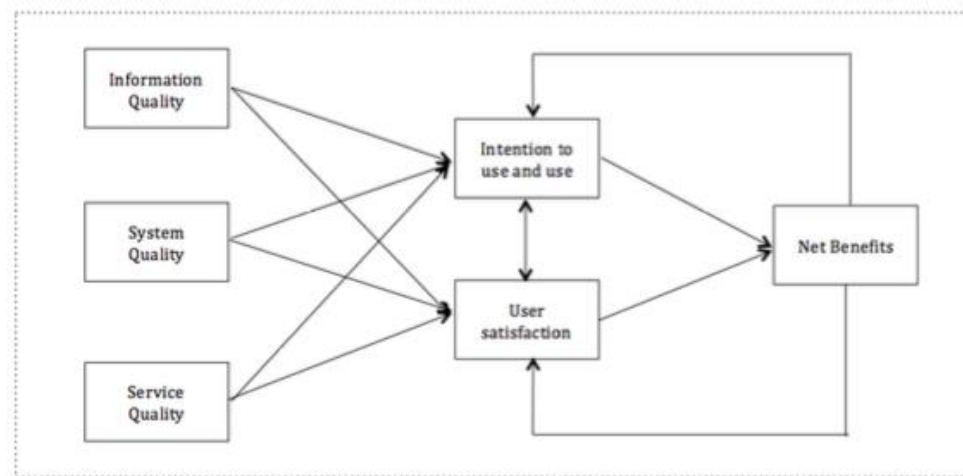 Information
Quality
Intention to
use and use
System
Quality
Net Benefits
User
satisfaction
Service
Quality